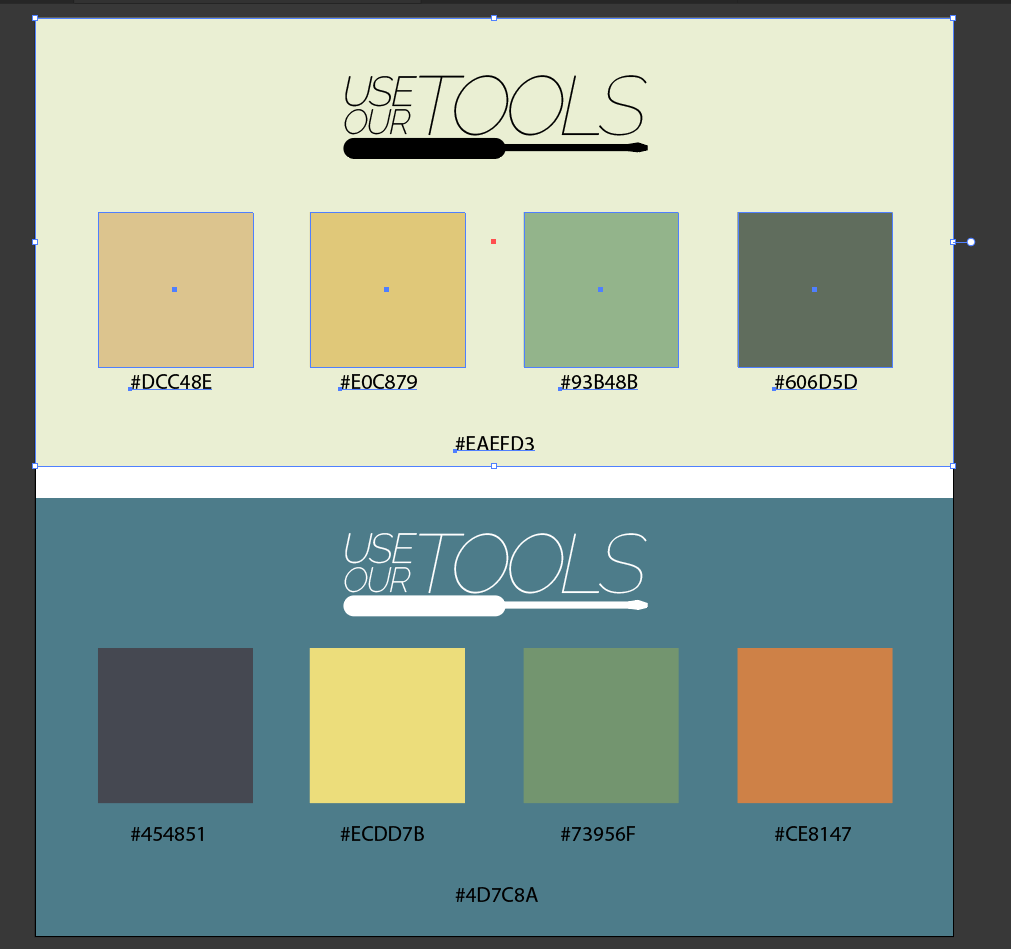 USE
OUR
TOOLS
#DCC48E
#E0C879
#93B48B
#606D5D
#EAEFD3
USE
OUR
TOOLS
#454851
#ECDD7B
#73956F
#CE8147
#4D7C8A